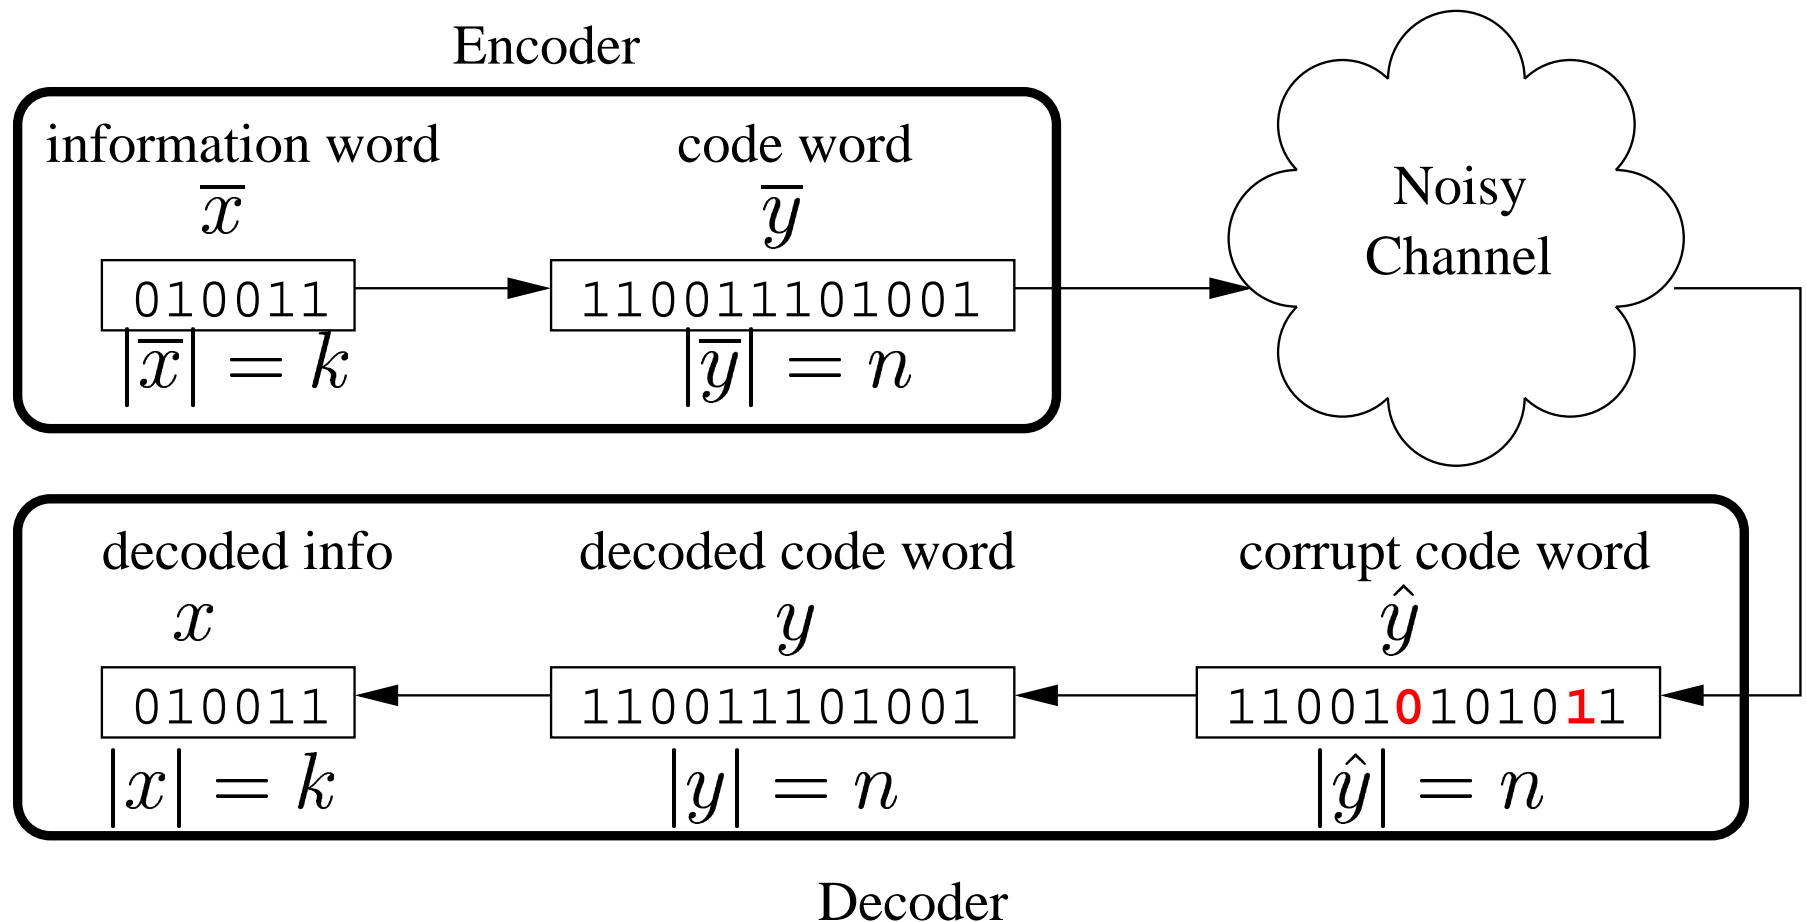 Encoder
information word
x̅
010011
|x̅| = k
code word
y̅
110011101001
|y̅| = n
Noisy
Channel
corrupt code word
ŷ
110010101011
|ŷ| = n
decoded code word
y
110011101001
|y| = n
decoded info
x
010011
|x| = k
Decoder